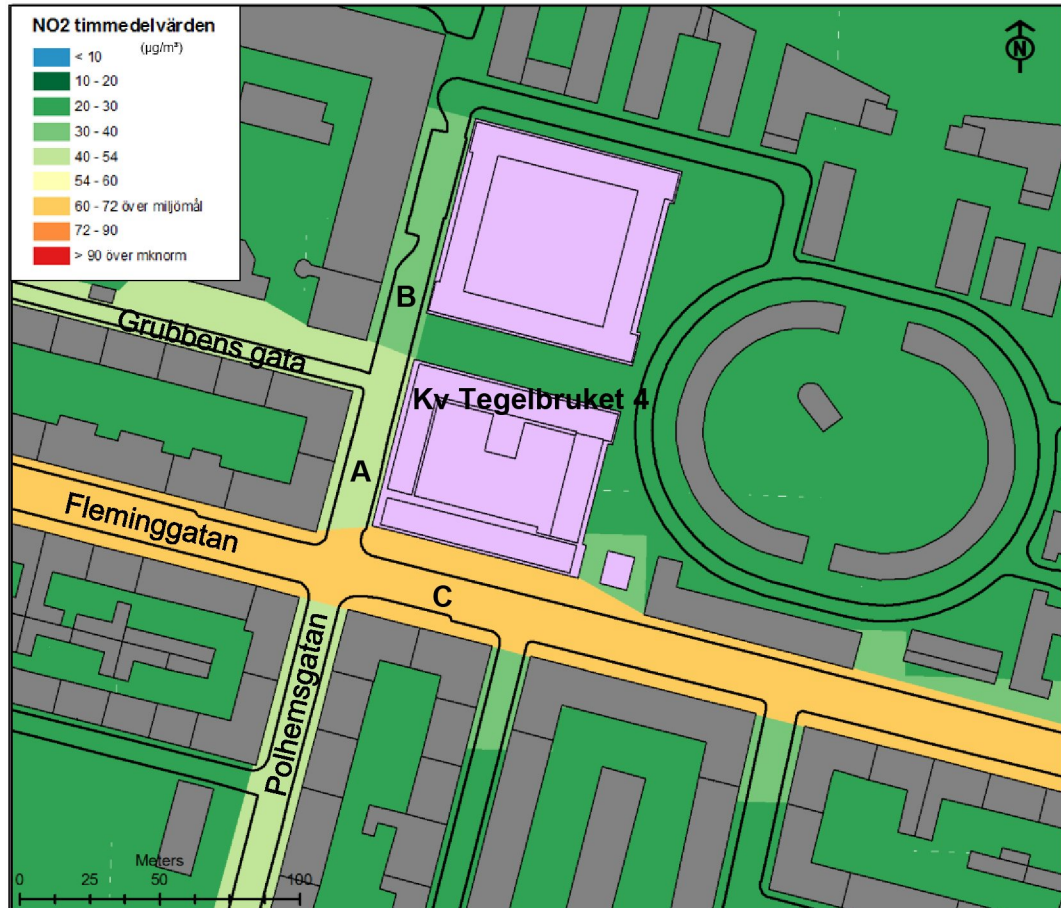 NO2 timmedelvärden
(µg/m³)
< 10
10 - 20
20 - 30
30 - 40
40 - 54
54 - 60
60 - 72 över miljömål
72 - 90
> 90 över mknorm
N
B
Grubbens gata
Kv Tegelbruket 4
A
Fleminggatan
C
Polhemsgatan
Meters
0 25 50 100